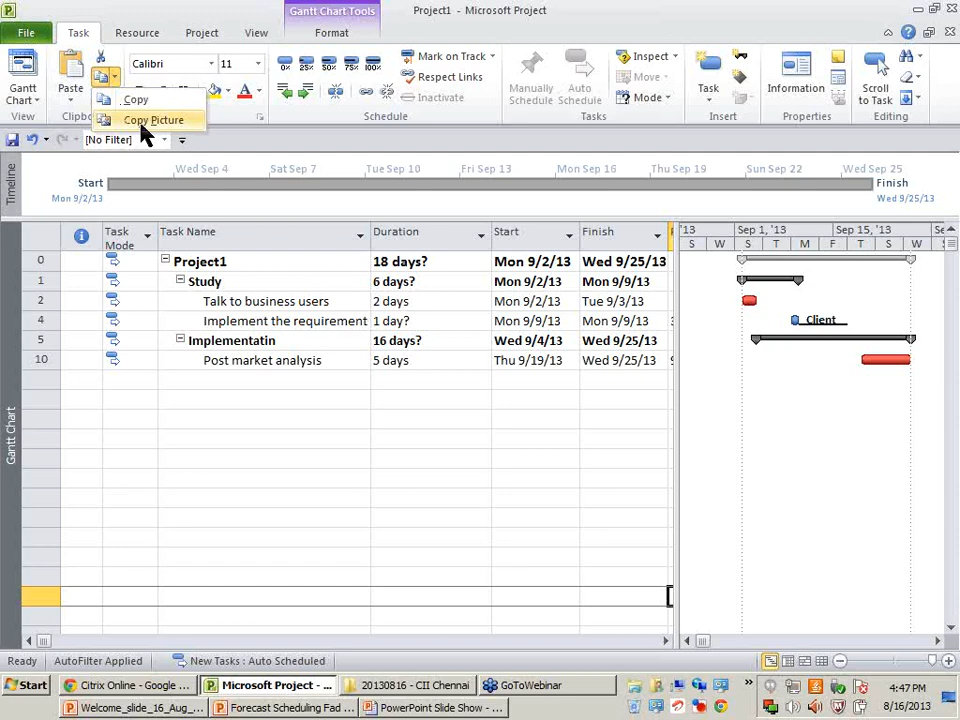 Gantt Chart Tools
Project1 - Microsoft Project
File
Task
Resource
Project
View
Format
Gantt
Chart
View
Paste
Calibri
11
0%
25%
50%
75%
100%
Mark on Track
Respect Links
Inactivate
Schedule
Manually
Schedule
Auto
Schedule
Inspect
Move
Mode
Tasks
Task
Insert
Information
Properties
Scroll
to Task
Editing
Copy
Copy Picture
[No Filter]
Timeline
Wed Sep 4
Sat Sep 7
Tue Sep 10
Fri Sep 13
Mon Sep 16
Thu Sep 19
Sun Sep 22
Wed Sep 25
Start
Mon 9/2/13
Finish
Wed 9/25/13
Task
Mode
Task Name
Duration
Start
Finish
'13
Sep 1, '13
Sep 15, '13
S W S T M F T S W
0 Project1 18 days? Mon 9/2/13 Wed 9/25/13
1 Study 6 days? Mon 9/2/13 Mon 9/9/13
2 Talk to business users 2 days Mon 9/2/13 Tue 9/3/13
4 Implement the requirement 1 day? Mon 9/9/13 Mon 9/9/13
Client
5 Implementatin 16 days? Wed 9/4/13 Wed 9/25/13
10 Post market analysis 5 days Thu 9/19/13 Wed 9/25/13
Gantt Chart
Ready
AutoFilter Applied
New Tasks : Auto Scheduled
Start
Citrix Online - Google ...
Microsoft Project - ...
20130816 - CII Chennai
GoToWebinar
4:47 PM
Welcome_slide_16_Aug_...
Forecast Scheduling Fad ...
PowerPoint Slide Show - ...
8/16/2013